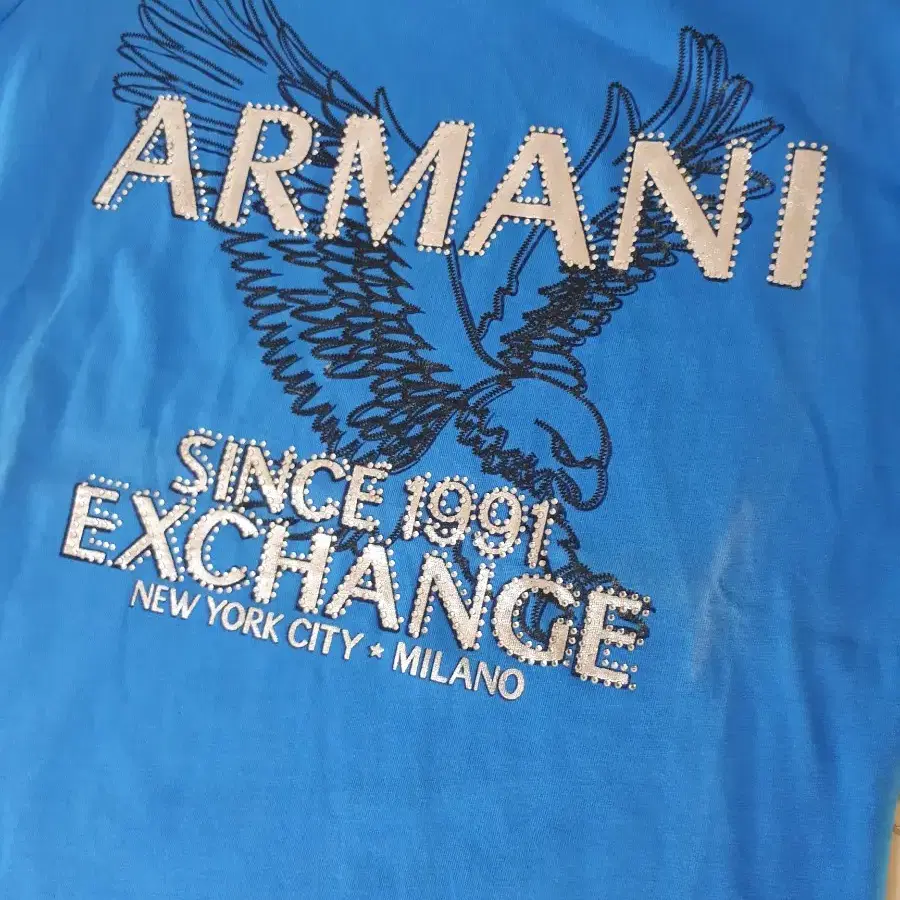 ARMANI
SINCE 1991
EXCHANGE
NEW YORK CITY ★ MILANO